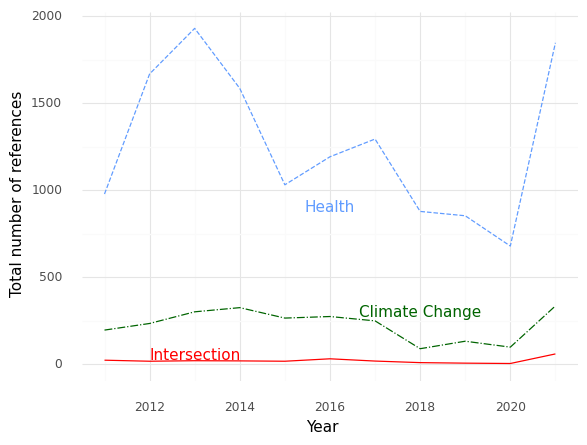 2000
1500
1000
500
0
Total number of references
Health
Climate Change
Intersection
2012 2014 2016 2018 2020
Year